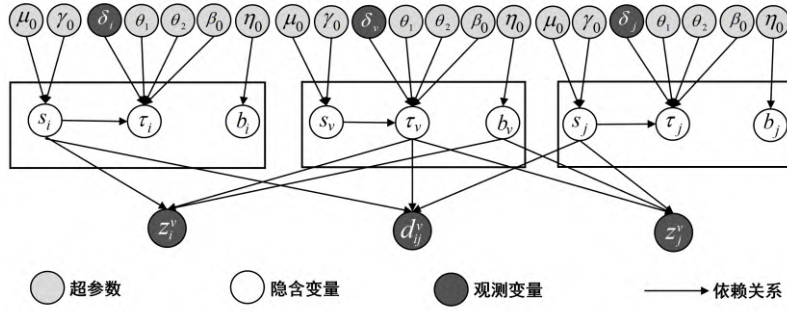 μ₀ γ₀ δᵢ θ₁ θ₂ β₀ η₀ μ₀ γ₀ δᵥ θ₁ θ₂ β₀ η₀ μ₀ γ₀ δⱼ θ₁ θ₂ β₀ η₀
sᵢ τᵢ bᵢ sᵥ τᵥ bᵥ sⱼ τⱼ bⱼ
zᵢᵛ dᵢⱼᵛ zⱼᵛ
超参数 隐含变量 观测变量 依赖关系